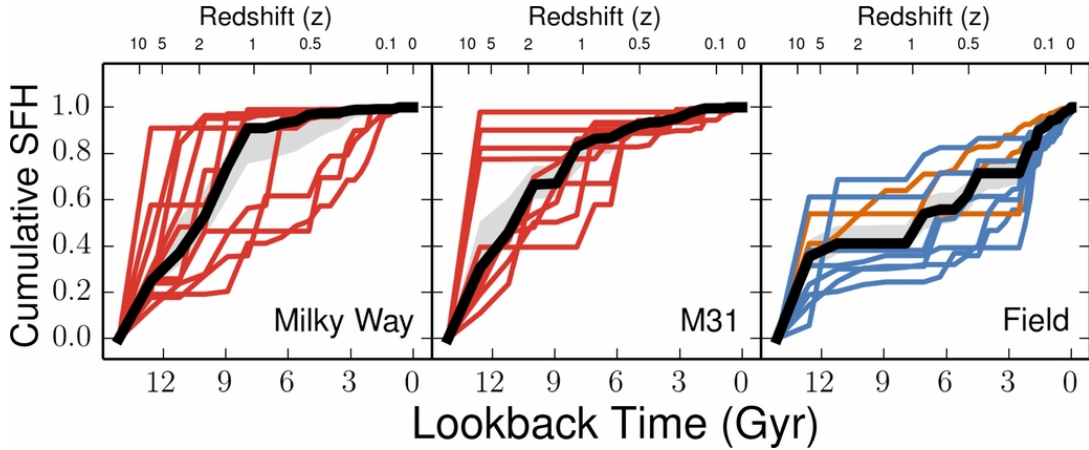 Redshift (z) Redshift (z) Redshift (z)
10 5 2 1 0.5 0.1 0 10 5 2 1 0.5 0.1 0 10 5 2 1 0.5 0.1 0
Cumulative SFH
1.0
0.8
0.6
0.4
0.2
0.0
Milky Way M31 Field
12 9 6 3 0 12 9 6 3 0 12 9 6 3 0
Lookback Time (Gyr)